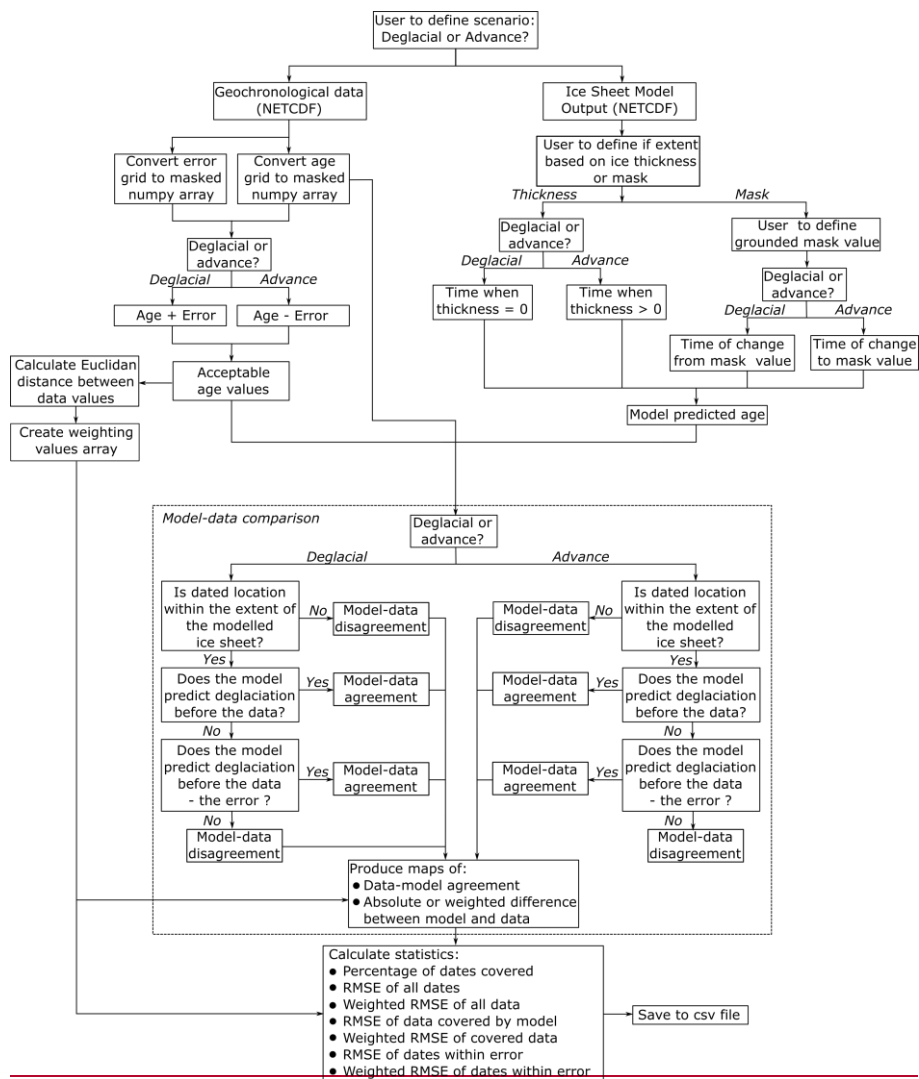 User to define scenario:
Deglacial or Advance?
Geochronological data
(NETCDF)
Ice Sheet Model
Output (NETCDF)
Convert error
grid to masked
numpy array
Convert age
grid to masked
numpy array
User to define if extent
based on ice thickness
or mask
Thickness
Mask
Deglacial or
advance?
Deglacial
Advance
Age + Error
Age - Error
Deglacial or
advance?
Deglacial
Advance
Time when
thickness = 0
Time when
thickness > 0
User to define
grounded mask value
Deglacial or
advance?
Deglacial
Advance
Time of change
from mask value
Time of change
to mask value
Calculate Euclidan
distance between
data values
Acceptable
age values
Create weighting
values array
Model predicted age
Model-data comparison
Deglacial or
advance?
Deglacial
Advance
Is dated location
within the extent of
the modelled
ice sheet?
No
Model-data
disagreement
Yes
Does the model
predict deglaciation
before the data?
Yes
Model-data
agreement
No
Does the model
predict deglaciation
before the data
- the error ?
Yes
Model-data
agreement
No
Model-data
disagreement
Is dated location
within the extent of
the modelled
ice sheet?
No
Model-data
disagreement
Yes
Does the model
predict deglaciation
before the data?
Yes
Model-data
agreement
No
Does the model
predict deglaciation
before the data
- the error ?
Yes
Model-data
agreement
No
Model-data
disagreement
Produce maps of:
● Data-model agreement
● Absolute or weighted difference
between model and data
Calculate statistics:
● Percentage of dates covered
● RMSE of all dates
● Weighted RMSE of all data
● RMSE of data covered by model
● Weighted RMSE of covered data
● RMSE of dates within error
● Weighted RMSE of dates within error
Save to csv file